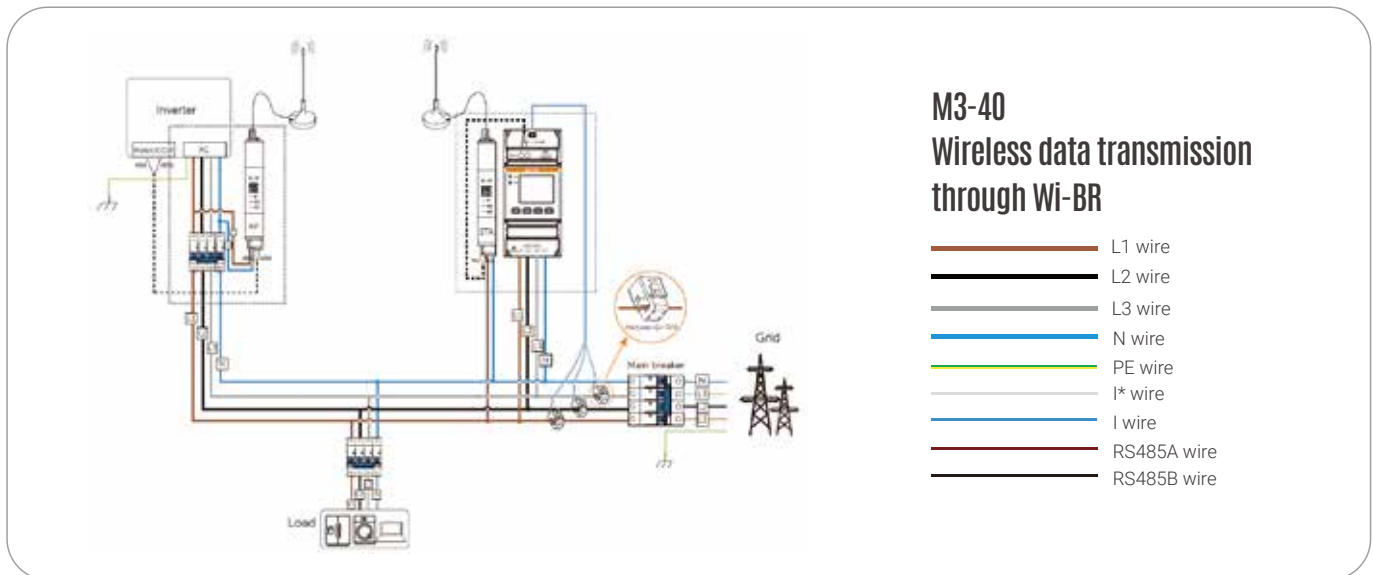 Inverter
AC
Grid
Main breaker
Load
M3-40
Wireless data transmission
through Wi-BR
L1 wire
L2 wire
L3 wire
N wire
PE wire
I* wire
I wire
RS485A wire
RS485B wire